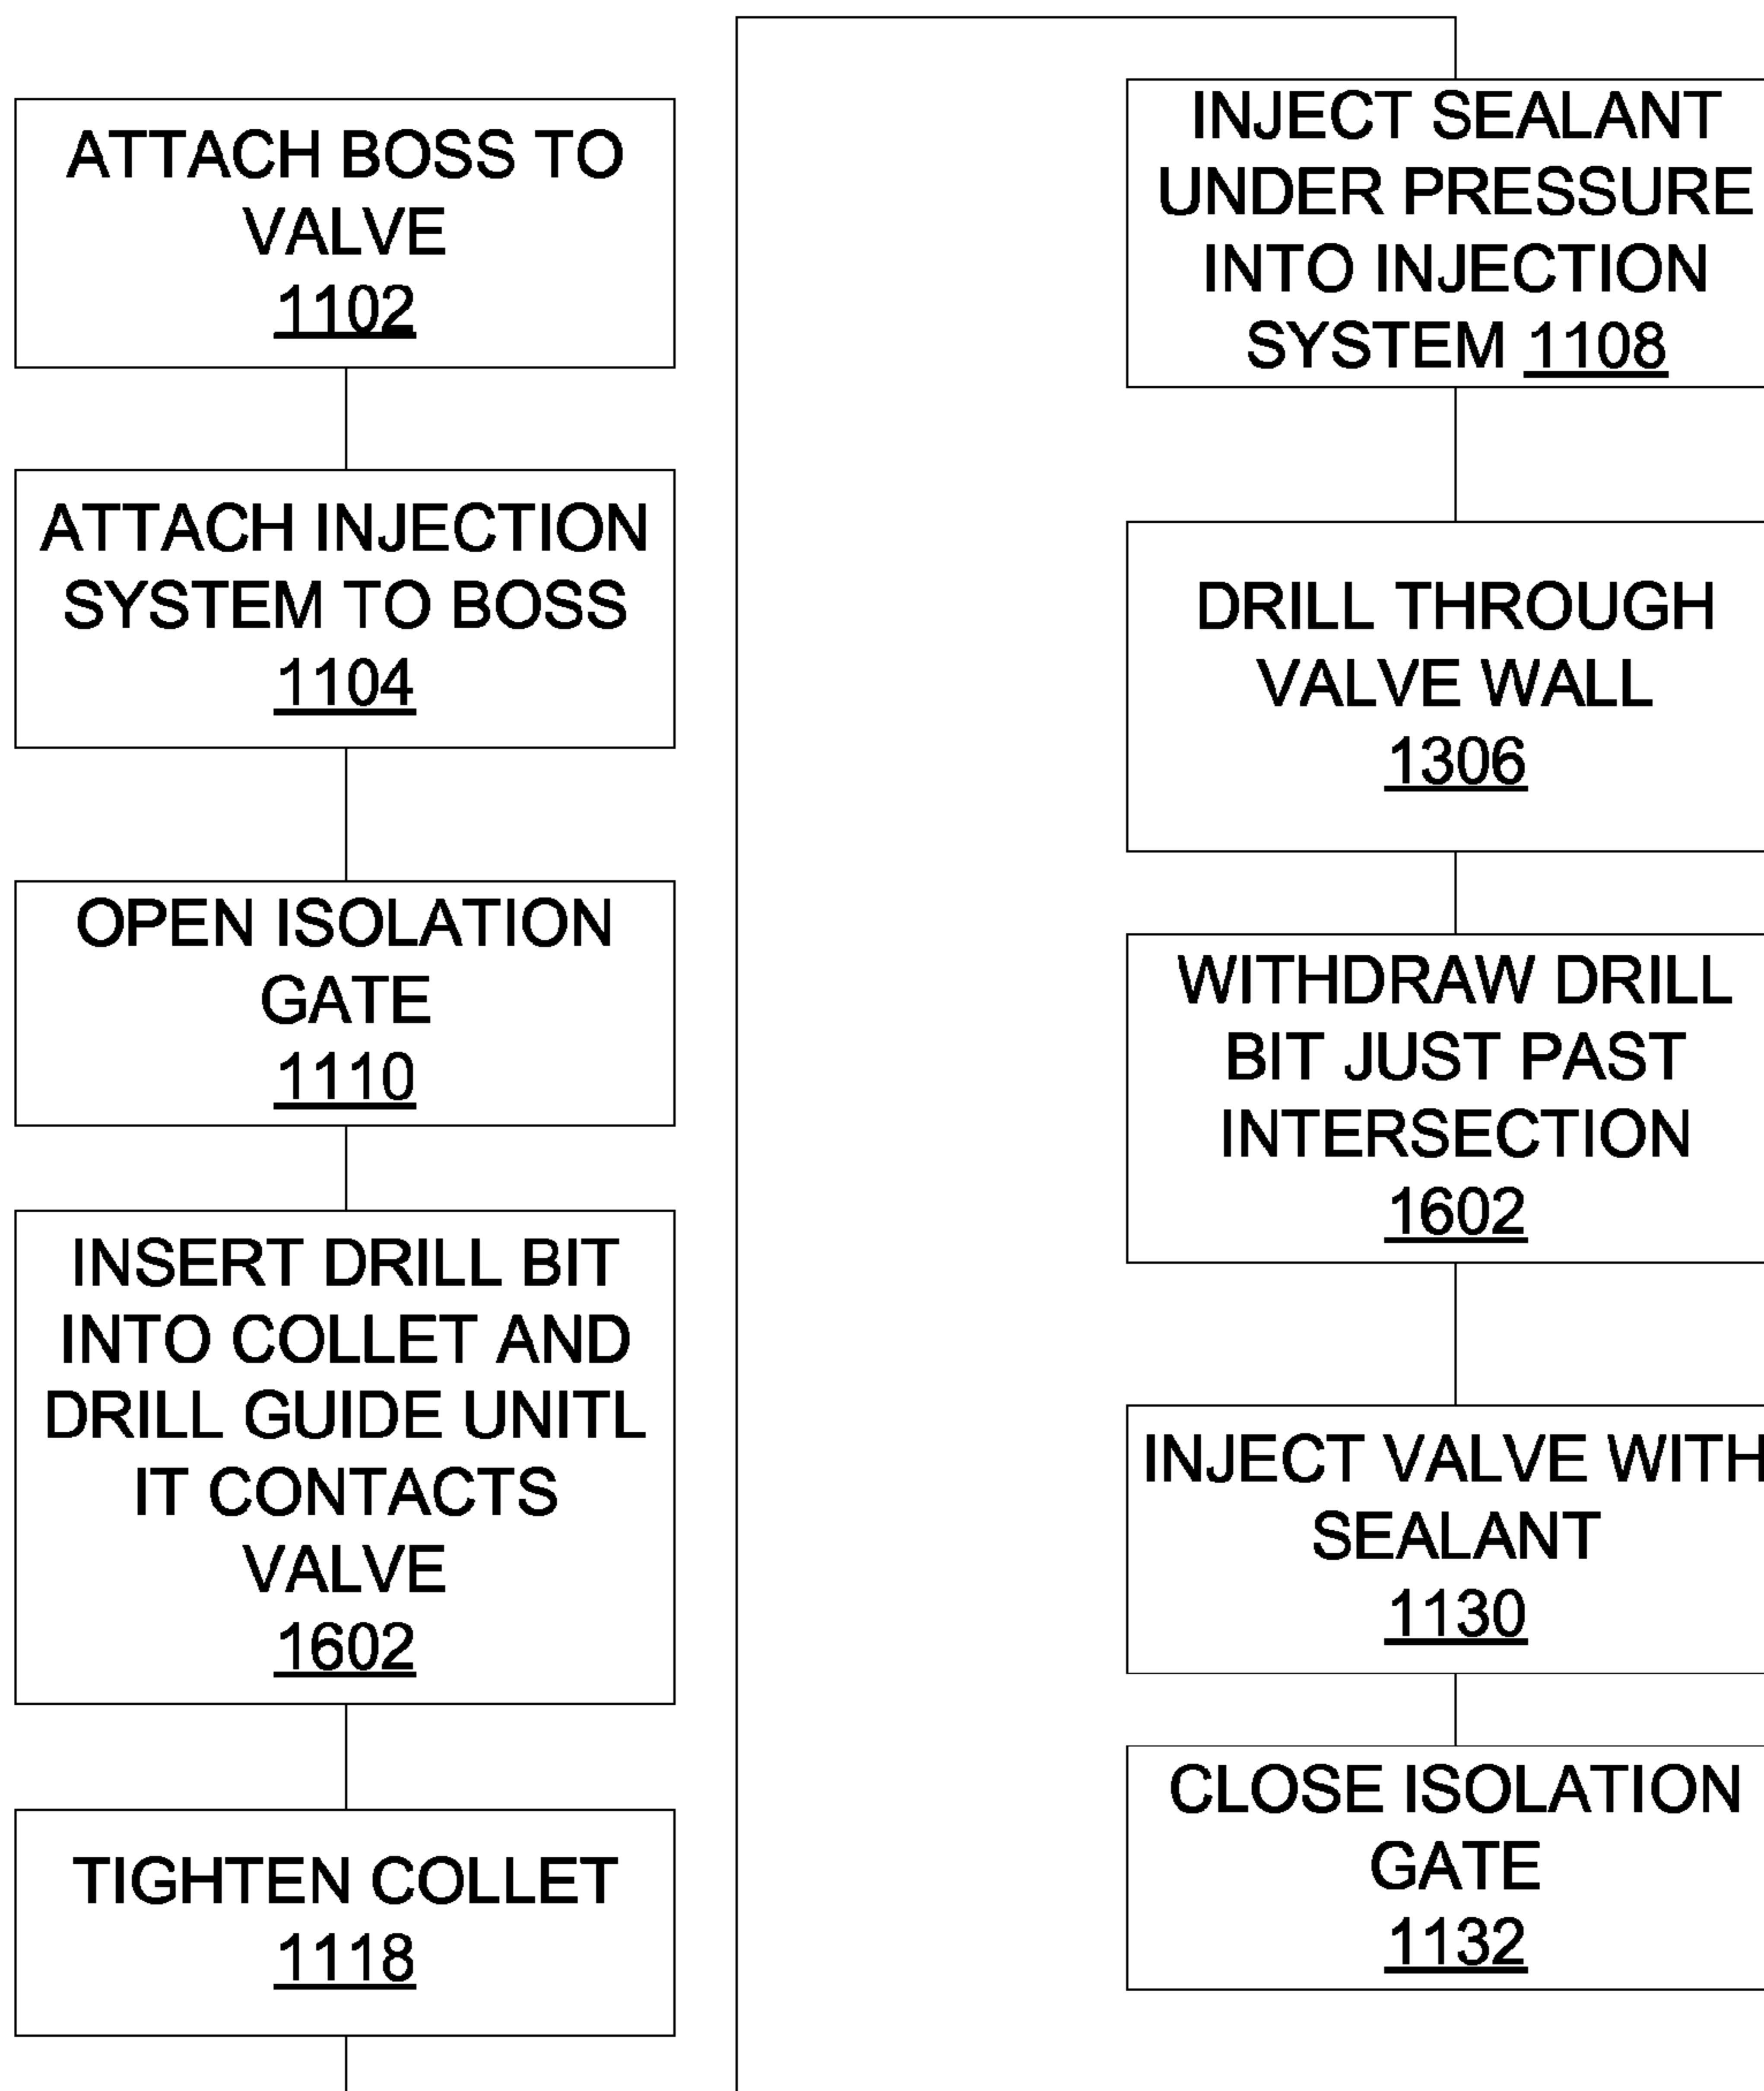 ATTACH BOSS TO
VALVE
1102
ATTACH INJECTION
SYSTEM TO BOSS
1104
OPEN ISOLATION
GATE
1110
INSERT DRILL BIT
INTO COLLET AND
DRILL GUIDE UNITL
IT CONTACTS
VALVE
1602
TIGHTEN COLLET
1118
INJECT SEALANT
UNDER PRESSURE
INTO INJECTION
SYSTEM 1108
DRILL THROUGH
VALVE WALL
1306
WITHDRAW DRILL
BIT JUST PAST
INTERSECTION
1602
INJECT VALVE WITH
SEALANT
1130
CLOSE ISOLATION
GATE
1132